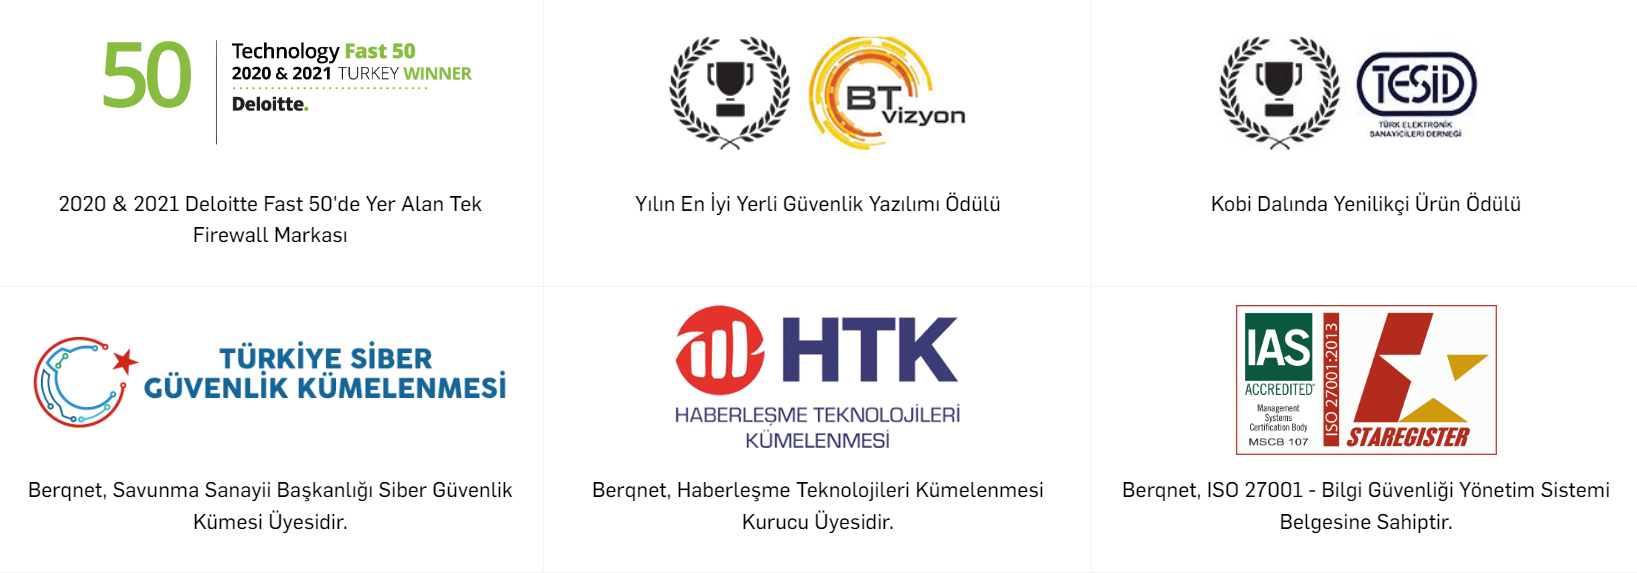 50
Technology Fast 50
2020 & 2021 TURKEY WINNER
Deloitte.
2020 & 2021 Deloitte Fast 50'de Yer Alan Tek
Firewall Markası
BT
vizyon
Yılın En İyi Yerli Güvenlik Yazılımı Ödülü
TESİD
TÜRK ELEKTRONİK
SANAYİCİLERİ DERNEĞİ
Kobi Dalında Yenilikçi Ürün Ödülü
TÜRKİYE SİBER
GÜVENLİK KÜMELENMESİ
Berqnet, Savunma Sanayii Başkanlığı Siber Güvenlik
Kümesi Üyesidir.
HTK
HABERLEŞME TEKNOLOJİLERİ
KÜMELENMESİ
Berqnet, Haberleşme Teknolojileri Kümelenmesi
Kurucu Üyesidir.
IAS
ACCREDITED
Management
Systems
Certification Body
MSCB 107
ISO 27001:2013
STAREGISTER
Berqnet, ISO 27001 - Bilgi Güvenliği Yönetim Sistemi
Belgesine Sahiptir.